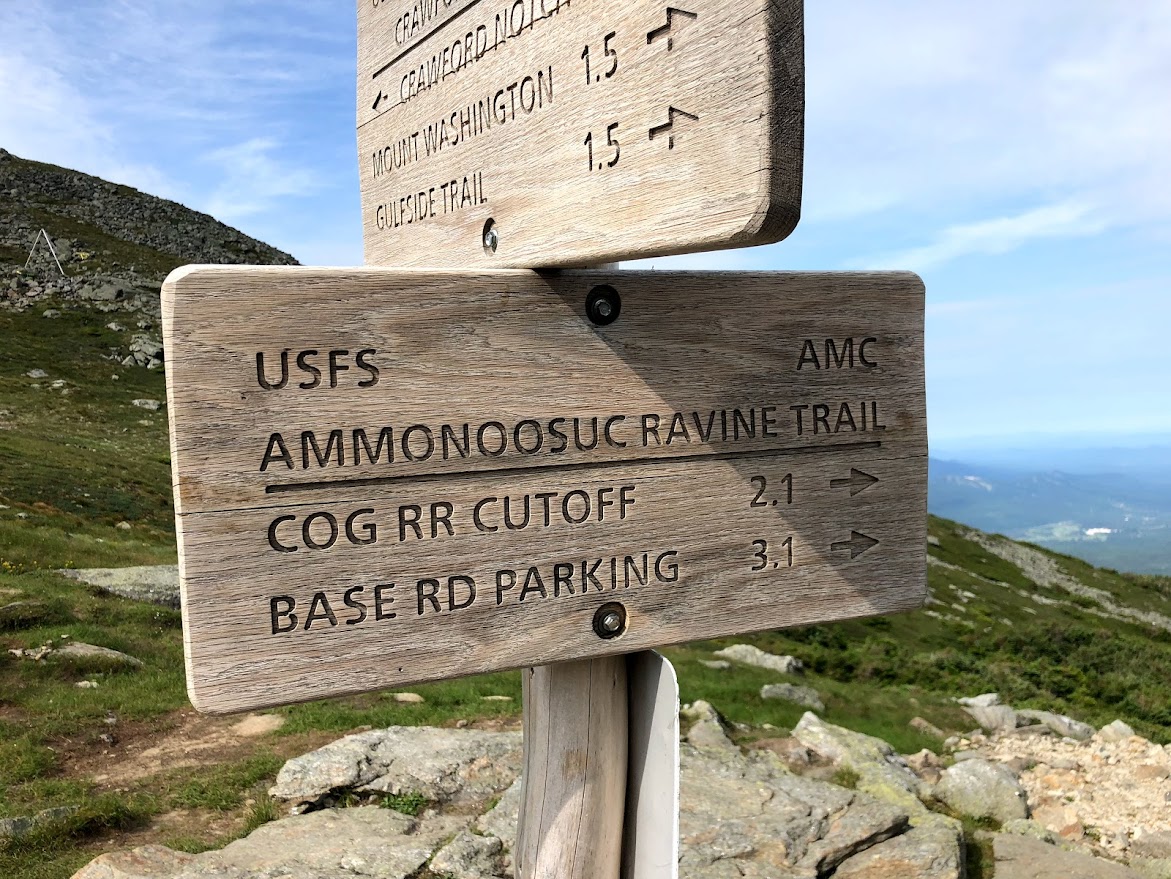 CRAWFORD NOTCH
MOUNT WASHINGTON 1.5
GULFSIDE TRAIL 1.5
USFS AMC
AMMONOOSUC RAVINE TRAIL
COG RR CUTOFF 2.1
BASE RD PARKING 3.1